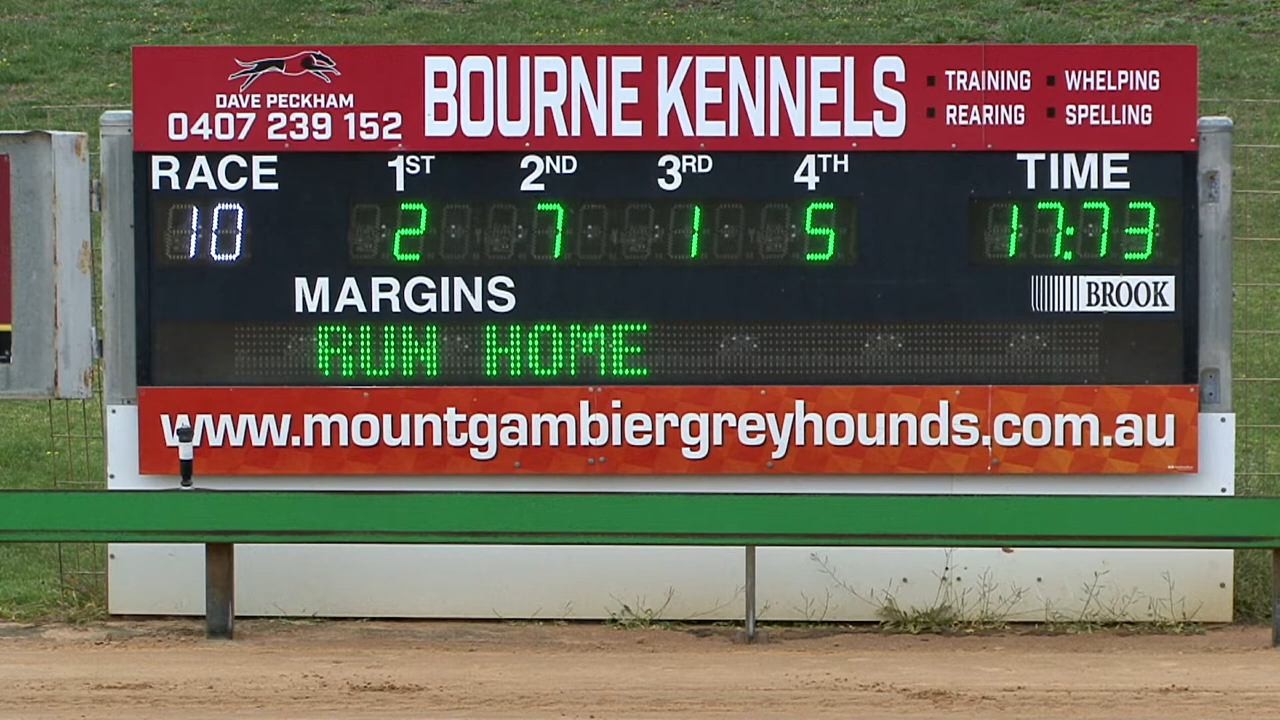 DAVE PECKHAM
0407 239 152
BOURNE KENNELS
TRAINING WHELPING
REARING SPELLING
RACE 1ST 2ND 3RD 4TH TIME
10 2 7 1 5 17:73
MARGINS
BROOK
RUN HOME
www.mountgambiergreyhounds.com.au